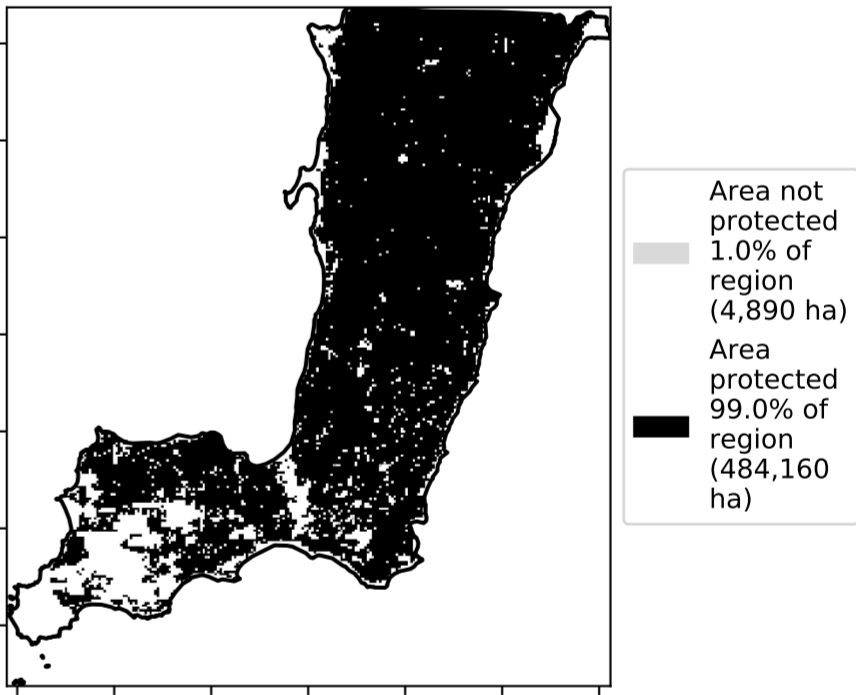 Area not
protected
1.0% of
region
(4,890 ha)
Area
protected
99.0% of
region
(484,160
ha)